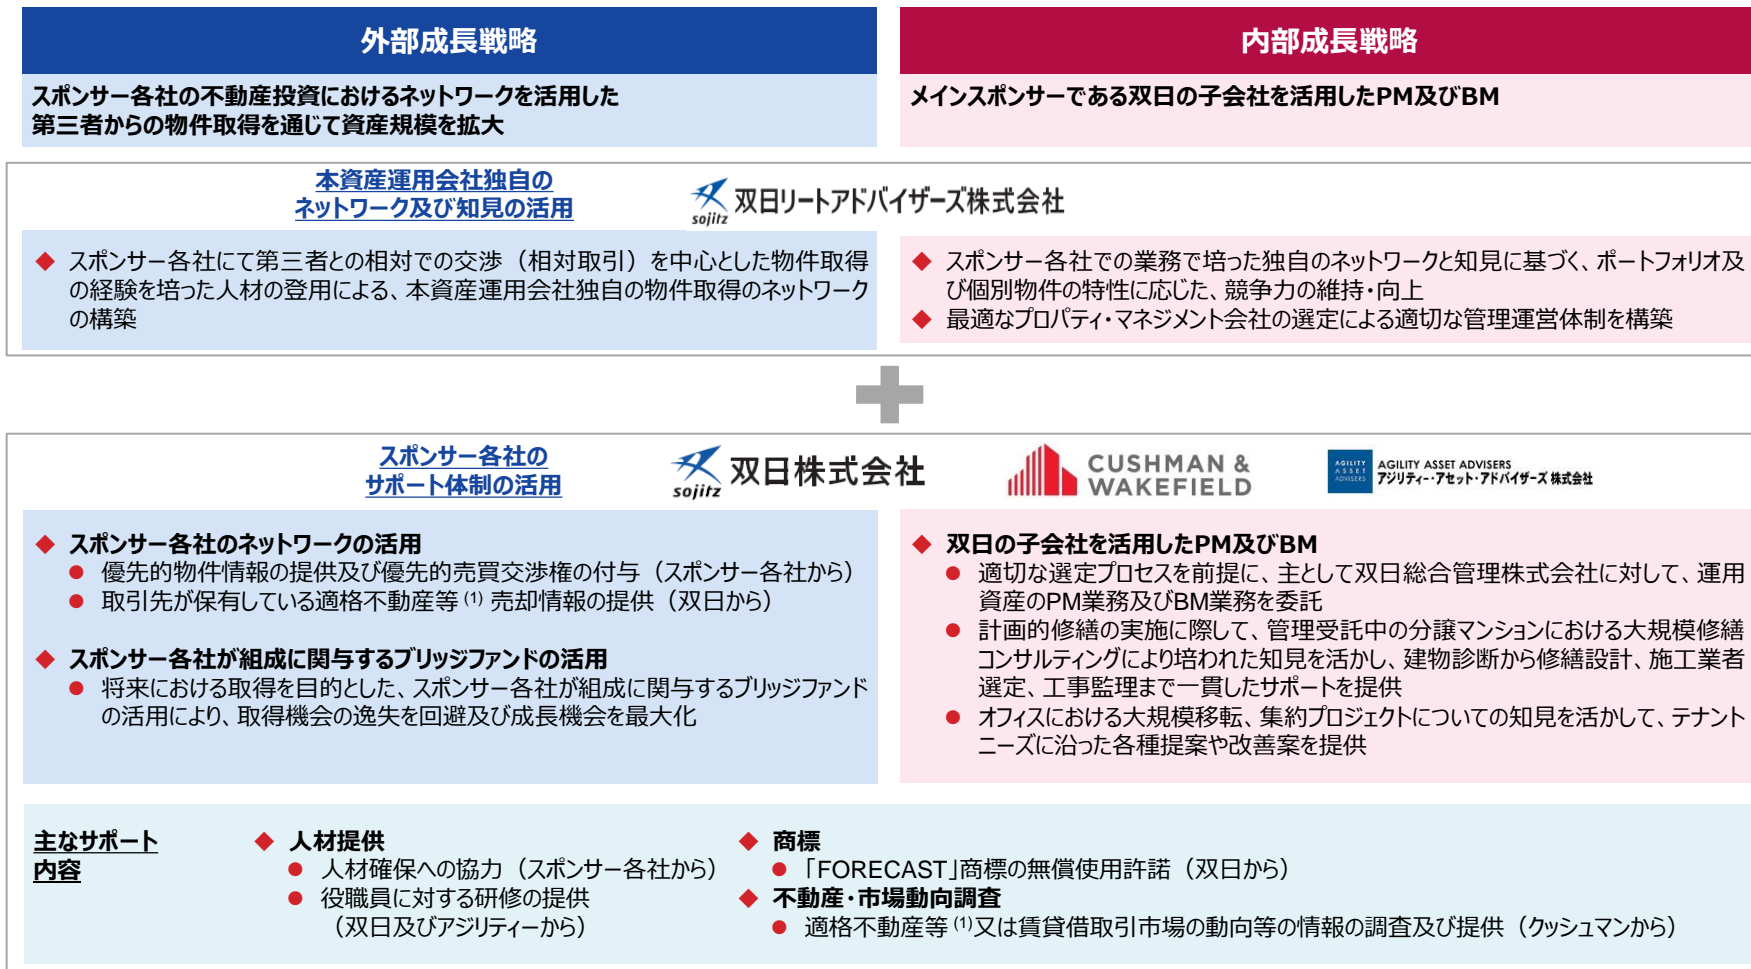 外部成長戦略
内部成長戦略
スポンサー各社の不動産投資におけるネットワークを活用した
第三者からの物件取得を通じて資産規模を拡大
メインスポンサーである双日の子会社を活用したPM及びBM
本資産運用会社独自の
ネットワーク及び知見の活用
sojitz 双日リートアドバイザーズ株式会社
◆ スポンサー各社にて第三者との相対での交渉（相対取引）を中心とした物件取得
の経験を培った人材の登用による、本資産運用会社独自の物件取得のネットワーク
の構築
◆ スポンサー各社での業務で培った独自のネットワークと知見に基づく、ポートフォリオ及
び個別物件の特性に応じた、競争力の維持・向上
◆ 最適なプロパティ・マネジメント会社の選定による適切な管理運営体制を構築
スポンサー各社の
サポート体制の活用
sojitz 双日株式会社
CUSHMAN &
WAKEFIELD
AGILITY
ASSET
ADVISERS
AGILITY ASSET ADVISERS
アジリティー・アセット・アドバイザーズ 株式会社
◆ スポンサー各社のネットワークの活用
● 優先的物件情報の提供及び優先的売買交渉権の付与（スポンサー各社から）
● 取引先が保有している適格不動産等(1) 売却情報の提供（双日から）
◆ スポンサー各社が組成に関与するブリッジファンドの活用
● 将来における取得を目的とした、スポンサー各社が組成に関与するブリッジファンド
の活用により、取得機会の逸失を回避及び成長機会を最大化
◆ 双日の子会社を活用したPM及びBM
● 適切な選定プロセスを前提に、主として双日総合管理株式会社に対して、運用
資産のPM業務及びBM業務を委託
● 計画的修繕の実施に際して、管理受託中の分譲マンションにおける大規模修繕
コンサルティングにより培われた知見を活かし、建物診断から修繕設計、施工業者
選定、工事監理まで一貫したサポートを提供
● オフィスにおける大規模移転、集約プロジェクトについての知見を活かして、テナント
ニーズに沿った各種提案や改善案を提供
主なサポート
内容
◆ 人材提供
● 人材確保への協力（スポンサー各社から）
● 役職員に対する研修の提供
（双日及びアジリティーから）
◆ 商標
● 「FORECAST」商標の無償使用許諾（双日から）
◆ 不動産・市場動向調査
● 適格不動産等(1)又は賃貸借取引市場の動向等の情報の調査及び提供（クッシュマンから）